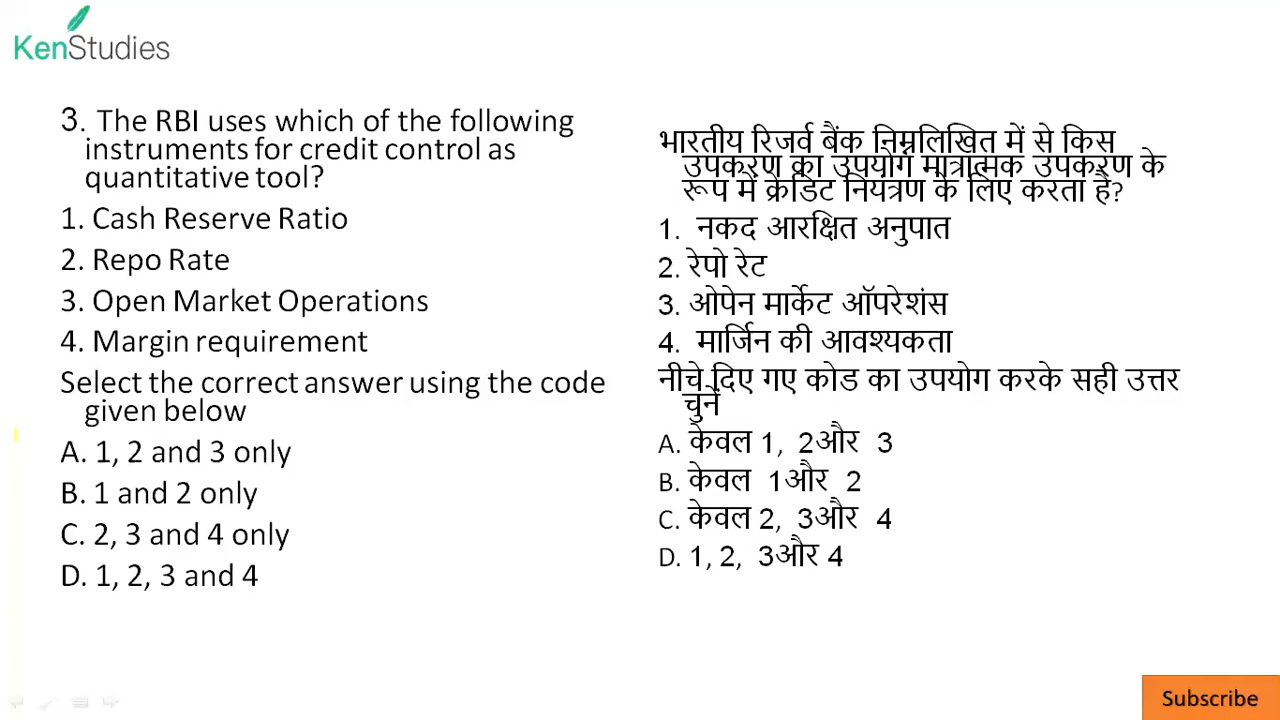 KenStudies
3. The RBI uses which of the following
instruments for credit control as
quantitative tool?
1. Cash Reserve Ratio
2. Repo Rate
3. Open Market Operations
4. Margin requirement
Select the correct answer using the code
given below
A. 1, 2 and 3 only
B. 1 and 2 only
C. 2, 3 and 4 only
D. 1, 2, 3 and 4
भारतीय रिजर्व बैंक निम्नलिखित में से किस
उपकरण का उपयोग मात्रात्मक उपकरण के
रूप में क्रेडिट नियंत्रण के लिए करता है?
1. नकद आरक्षित अनुपात
2. रेपो रेट
3. ओपेन मार्केट ऑपरेशंस
4. मार्जिन की आवश्यकता
नीचे दिए गए कोड का उपयोग करके सही उत्तर
चुनें
A. केवल 1, 2और 3
B. केवल 1और 2
C. केवल 2, 3और 4
D. 1, 2, 3और 4
Subscribe